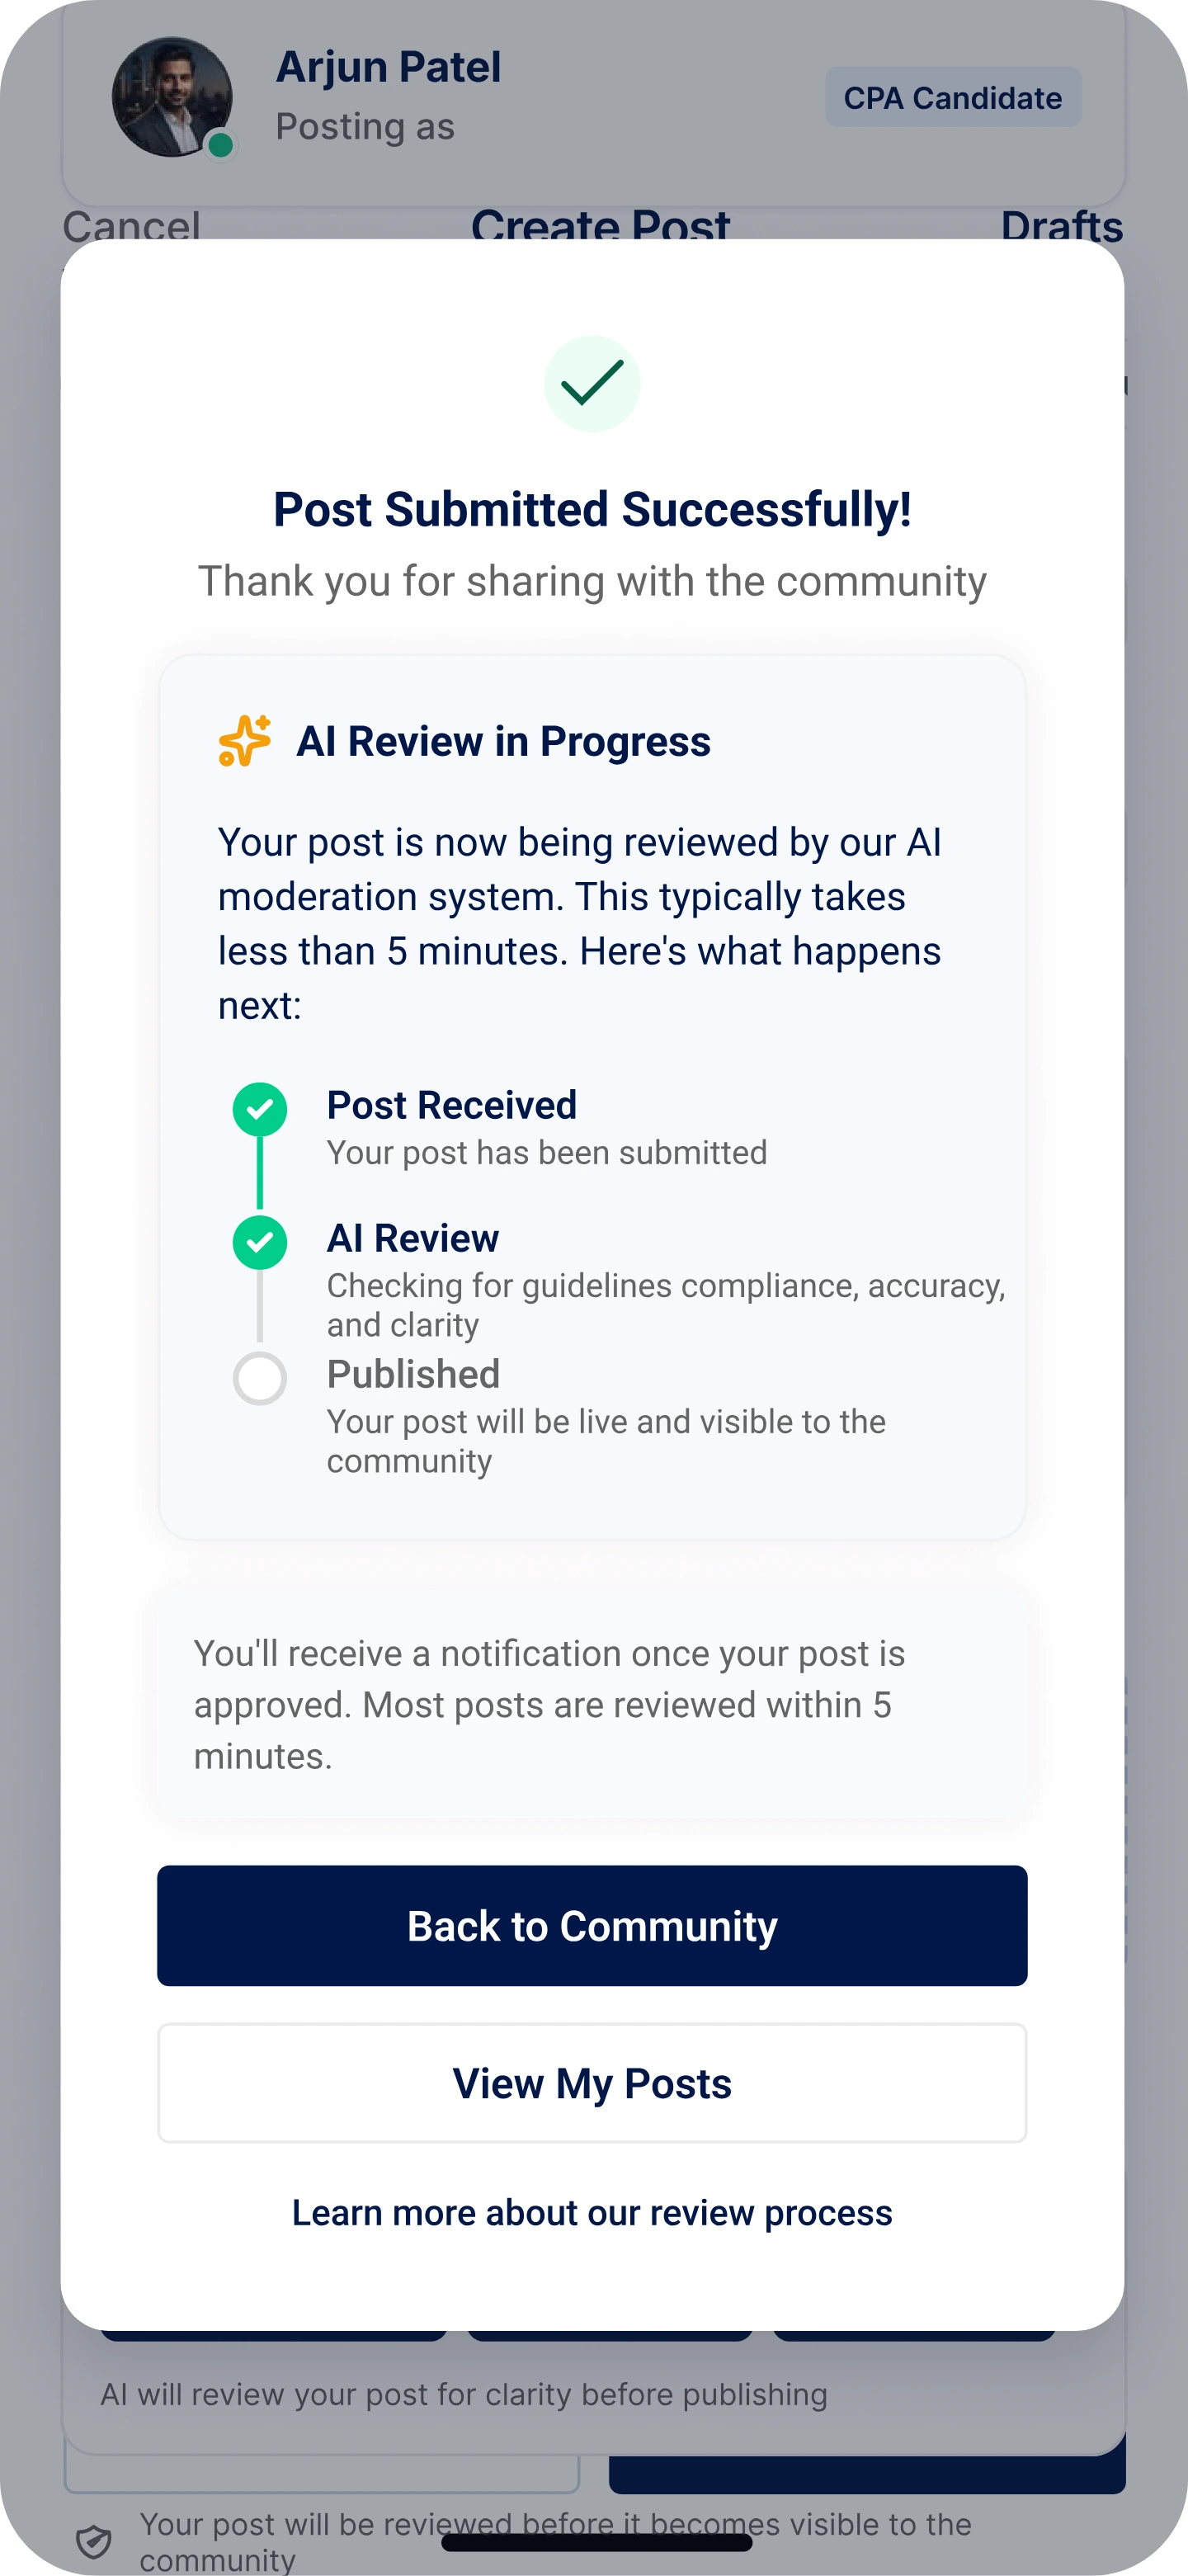 Arjun Patel
Posting as
CPA Candidate
Cancel
Create Post
Drafts
Post Submitted Successfully!
Thank you for sharing with the community
AI Review in Progress
Your post is now being reviewed by our AI
moderation system. This typically takes
less than 5 minutes. Here's what happens
next:
Post Received
Your post has been submitted
AI Review
Checking for guidelines compliance, accuracy,
and clarity
Published
Your post will be live and visible to the
community
You'll receive a notification once your post is
approved. Most posts are reviewed within 5
minutes.
Back to Community
View My Posts
Learn more about our review process
AI will review your post for clarity before publishing
Your post will be reviewed before it becomes visible to the
community